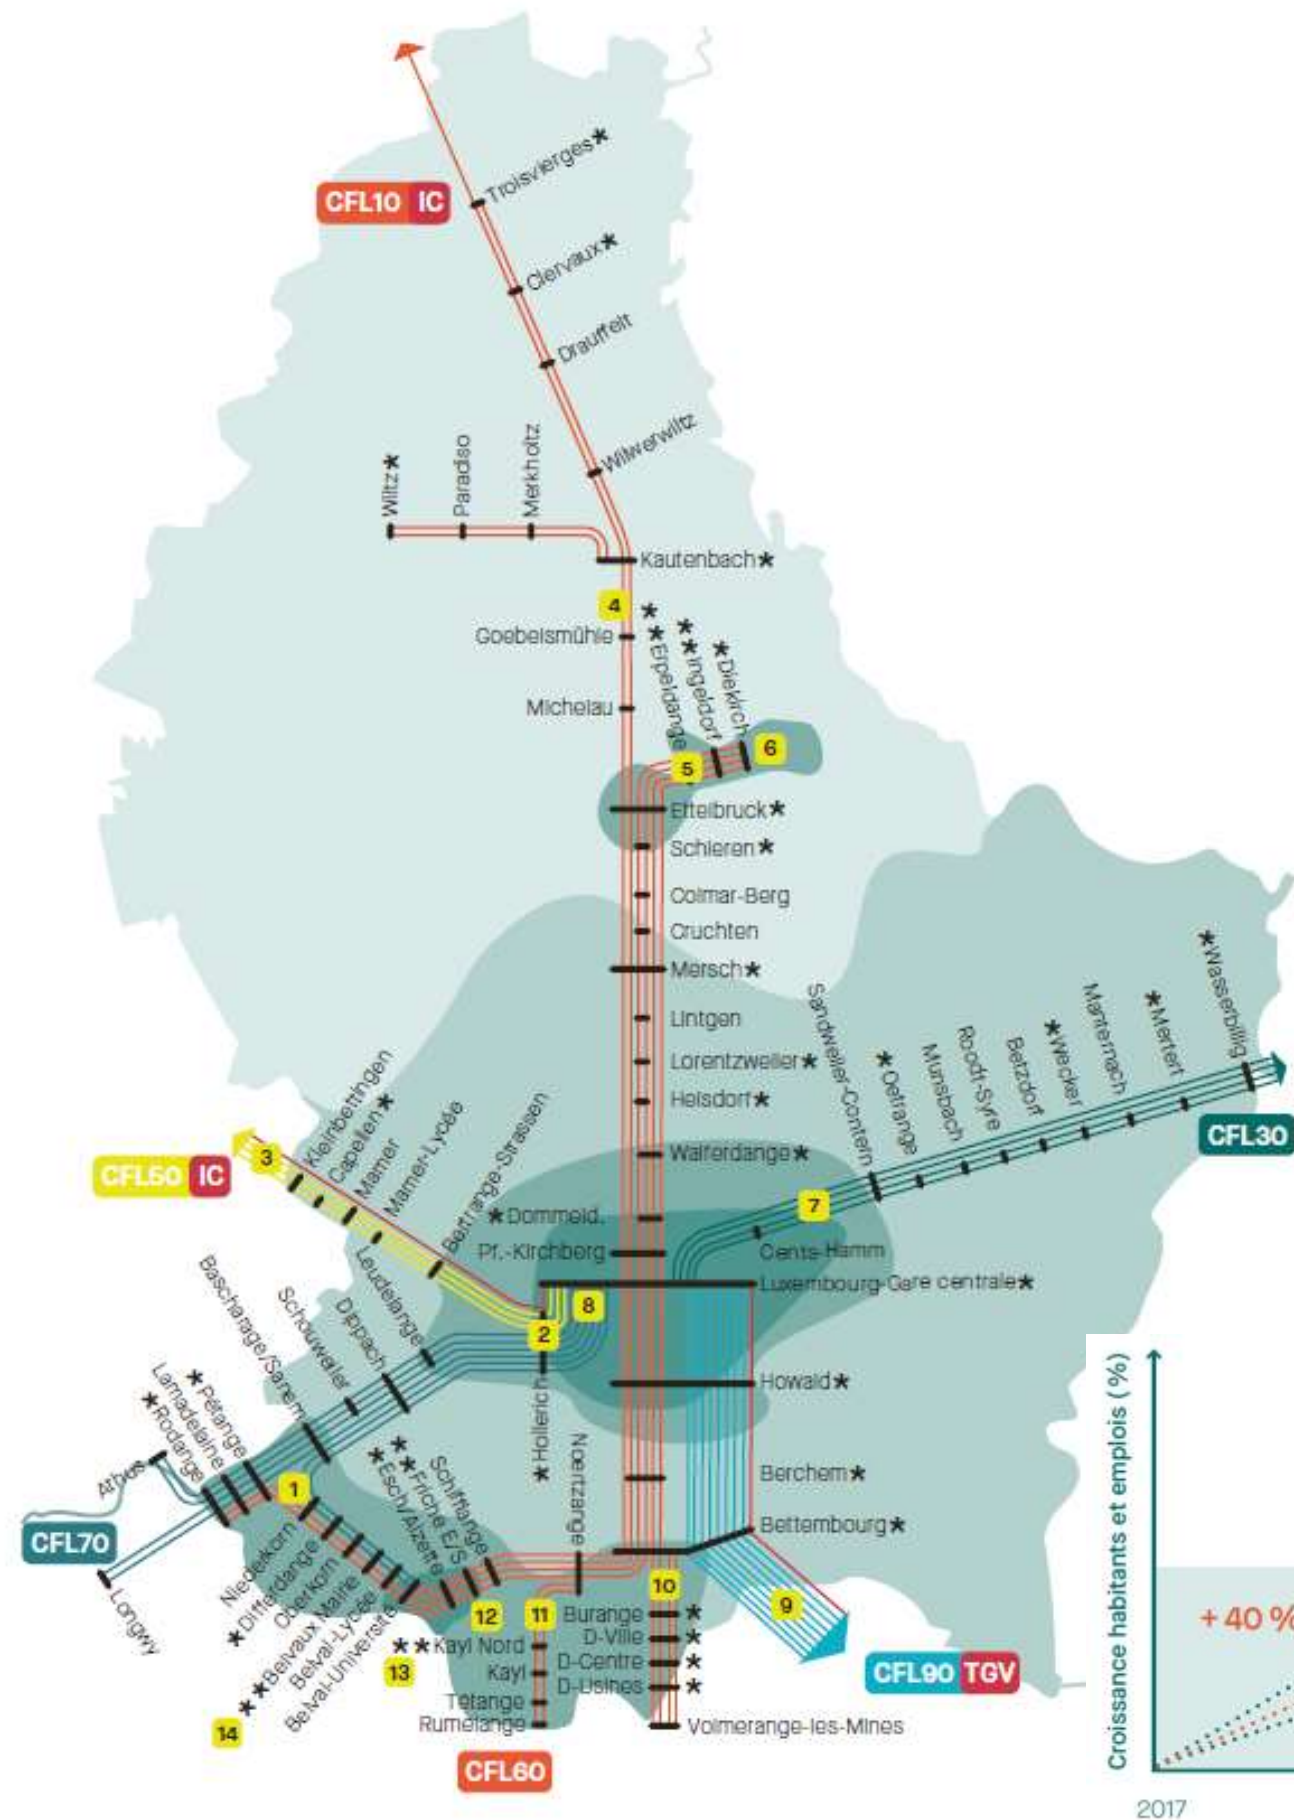 CFL10 IC
Troisvierges*
Clervaux*
Drauffelt
Wilwerwiltz
Wiltz*
Paradiso
Merkholtz
Kautenbach*
4
Goebelsmühle
Michelau
**Erpeldange
**Ingeldorf
*Diekirch
5
6
Ettelbruck*
Schieren*
Colmar-Berg
Cruchten
Mersch*
Lintgen
Lorentzweiler*
Heisdorf*
Walferdange*
*Dommeld.
Pf.-Kirchberg
Sandweiler-Contern
*Oetrange
Munsbach
Roodt-Syre
Betzdorf
*Wecker
Manternach
*Mertert
*Wasserbillig
CFL30
7
Cents-Hamm
Luxembourg-Gare centrale*
CFL50 IC
3
Kleinbettingen
Capellen*
Mamer
Mamer-Lycée
Bertrange-Strassen
8
2
Leudelange
Dippach
Schouweiler
Bascharage/Sanem
*Pétange
Lamadelaine
*Rodange
Athus
CFL70
Longwy
*Hollerich
Howald*
Berchem*
Bettembourg*
Noertzange
Schifflange
**Friche E/S
*Esch/Alzette
1
Niederkorn
*Differdange
Oberkorn
**Belvaux Mairie
Belval-Lycée
Belval-Université
14
12
11
10
9
**Kayl Nord
13
Kayl
Tétange
Rumelange
CFL60
Burange *
D-Ville *
D-Centre *
D-Usines *
Volmerange-les-Mines
CFL90 TGV
Croissance habitants et emplois (%)
+ 40 %
2017